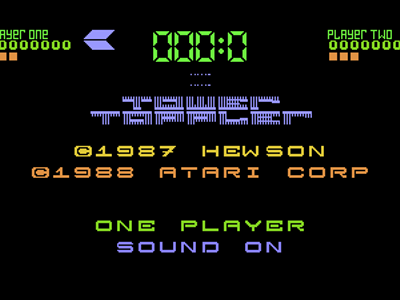 PLAYER ONE 000:0 PLAYER TWO
0000000 0000000
TOWER
TOPPLER
©1987 HEWSON
©1988 ATARI CORP
ONE PLAYER
SOUND ON